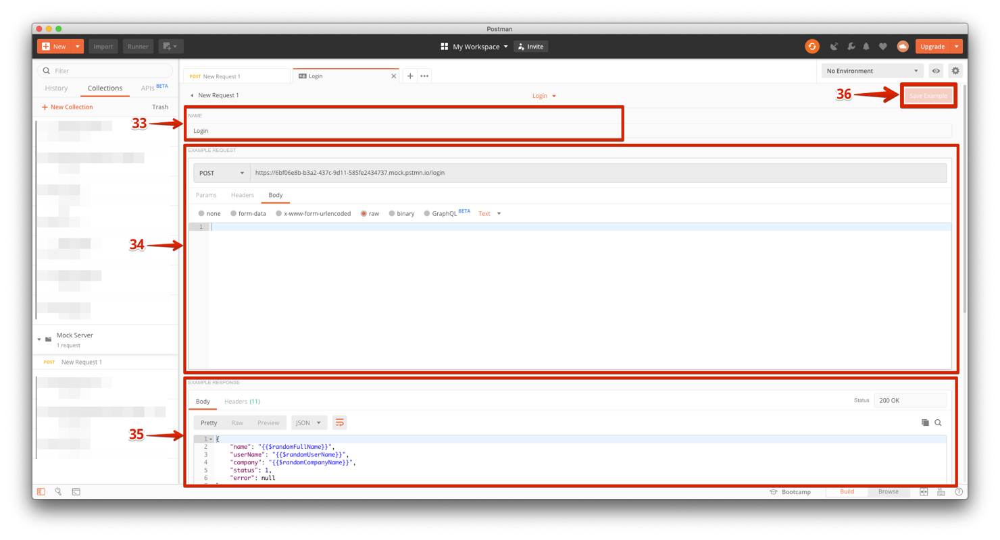 Postman
New Import Runner My Workspace Invite Upgrade
Filter
History Collections APIs BETA
New Collection Trash
Mock Server
1 request
POST New Request 1
POST New Request 1 Login No Environment
New Request 1 Login Save Example
36
33
NAME
Login
EXAMPLE REQUEST
POST https://6bf06e8b-b3a2-437c-9d11-585fe2434737.mock.pstmn.io/login
Params Headers Body
none form-data x-www-form-urlencoded raw binary GraphQL BETA Text
1
34
EXAMPLE RESPONSE
Body Headers (11) Status 200 OK
Pretty Raw Preview JSON
35
1 {
2 "name": "{{$randomFullName}}",
3 "userName": "{{$randomUserName}}",
4 "company": "{{$randomCompanyName}}",
5 "status": 1,
6 "error": null
Bootcamp Build Browse